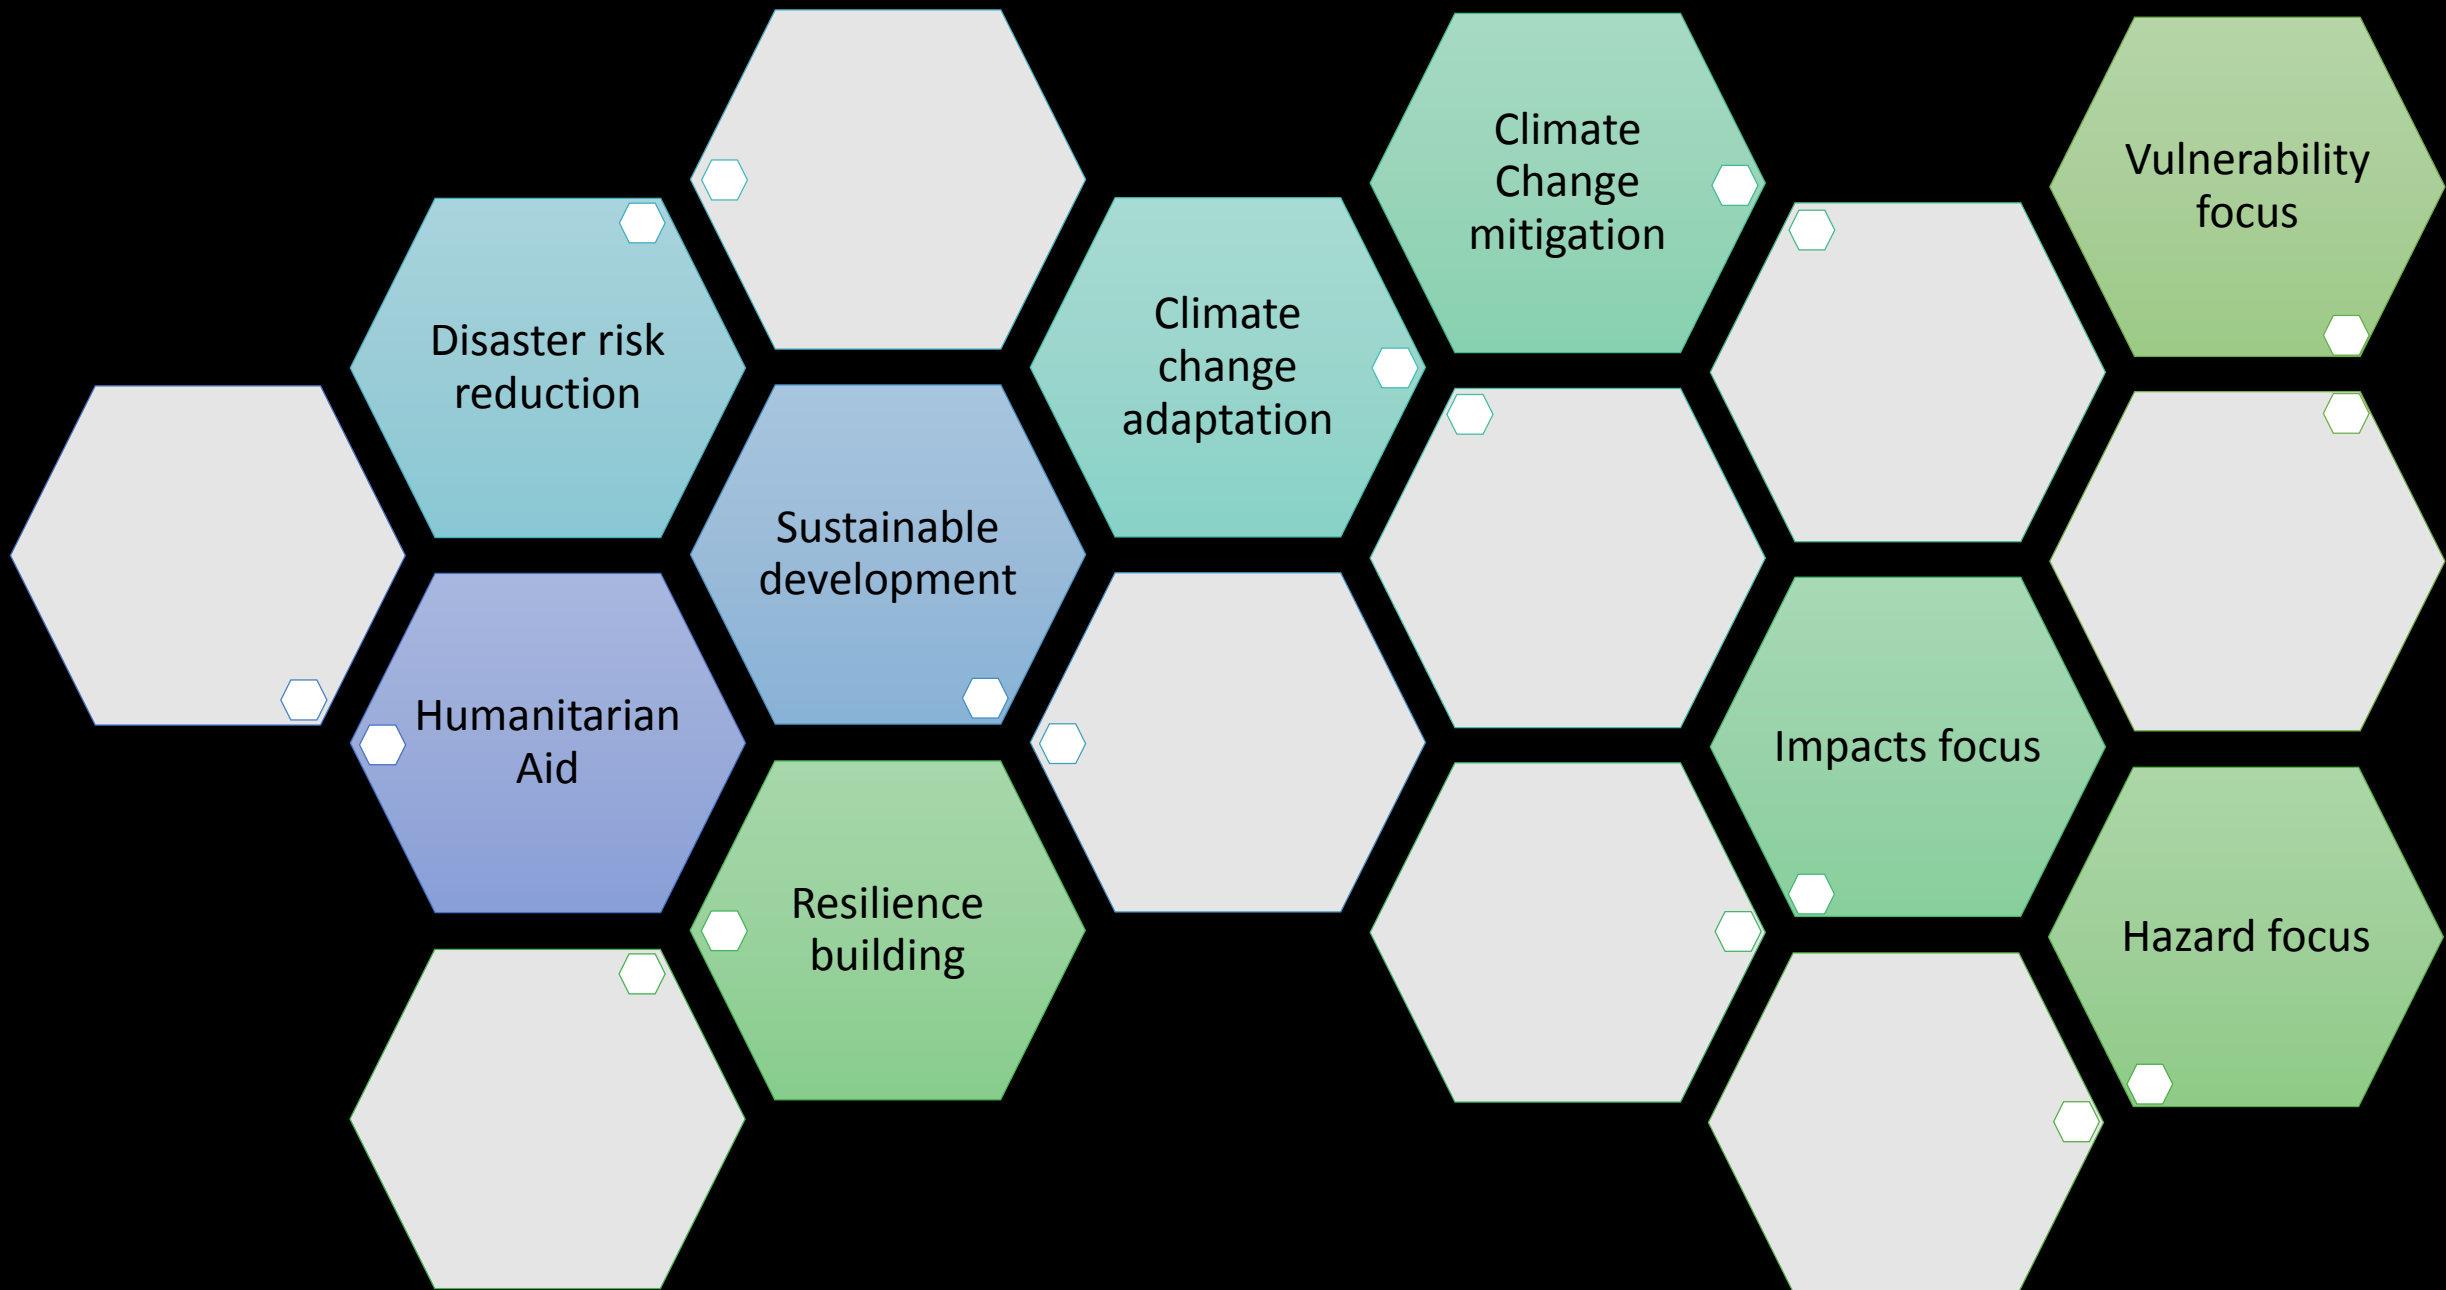 Climate
Change
mitigation
Vulnerability
focus
Disaster risk
reduction
Climate
change
adaptation
Sustainable
development
Humanitarian
Aid
Impacts focus
Resilience
building
Hazard focus